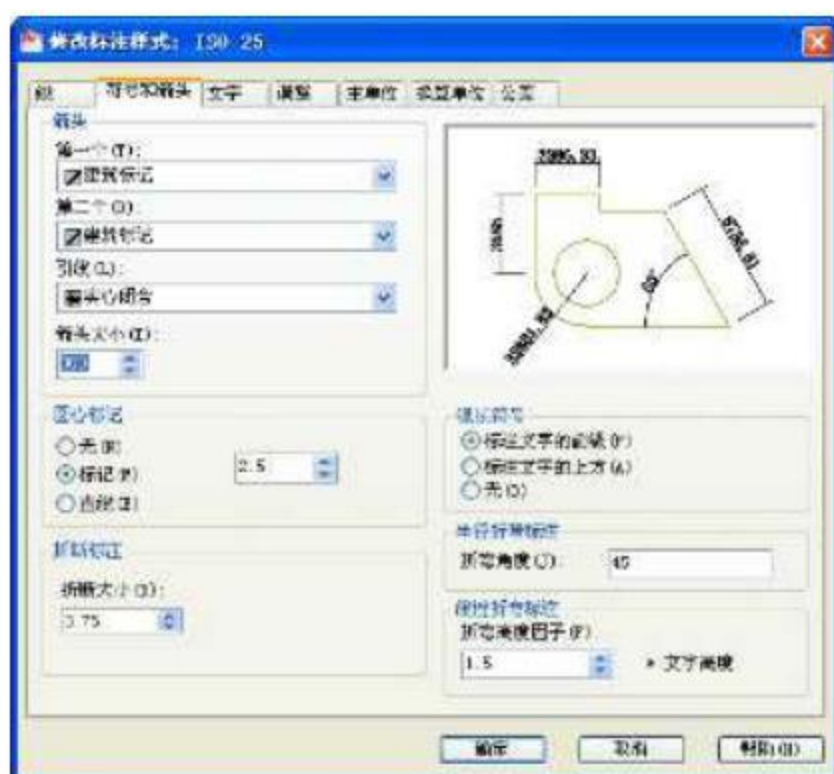 修改标注样式: ISO-25
线 符号和箭头 文字 调整 主单位 换算单位 公差
箭头
第一个(T):
建筑标记
第二个(D):
建筑标记
引线(L):
实心闭合
箭头大小(I):
圆心标记
无(N)
标记(M)
2.5
直线(E)
折断标注
折断大小(B):
3.75
弧长符号
标注文字的前缀(P)
标注文字的上方(A)
无(O)
半径折弯标注
折弯角度(J): 45
线性折弯标注
折弯高度因子(F)
1.5 * 文字高度
确定 取消 帮助(H)
60°